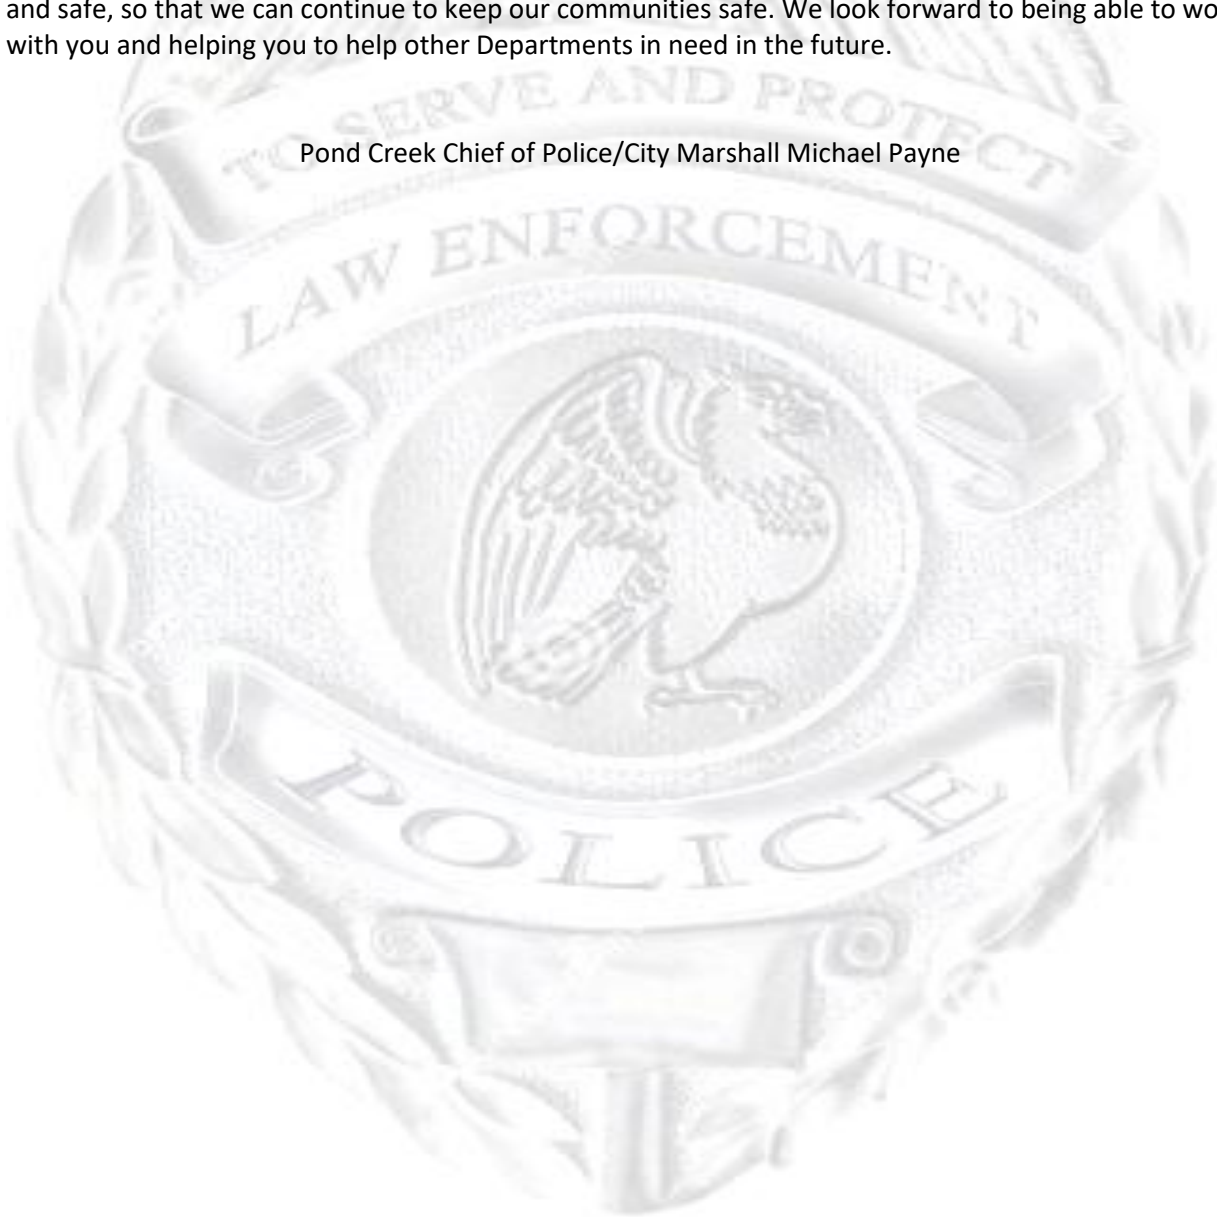 and safe, so that we can continue to keep our communities safe. We look forward to being able to wo
with you and helping you to help other Departments in need in the future.
TO SERVE AND PROTECT
Pond Creek Chief of Police/City Marshall Michael Payne
LAW ENFORCEMENT
POLICE